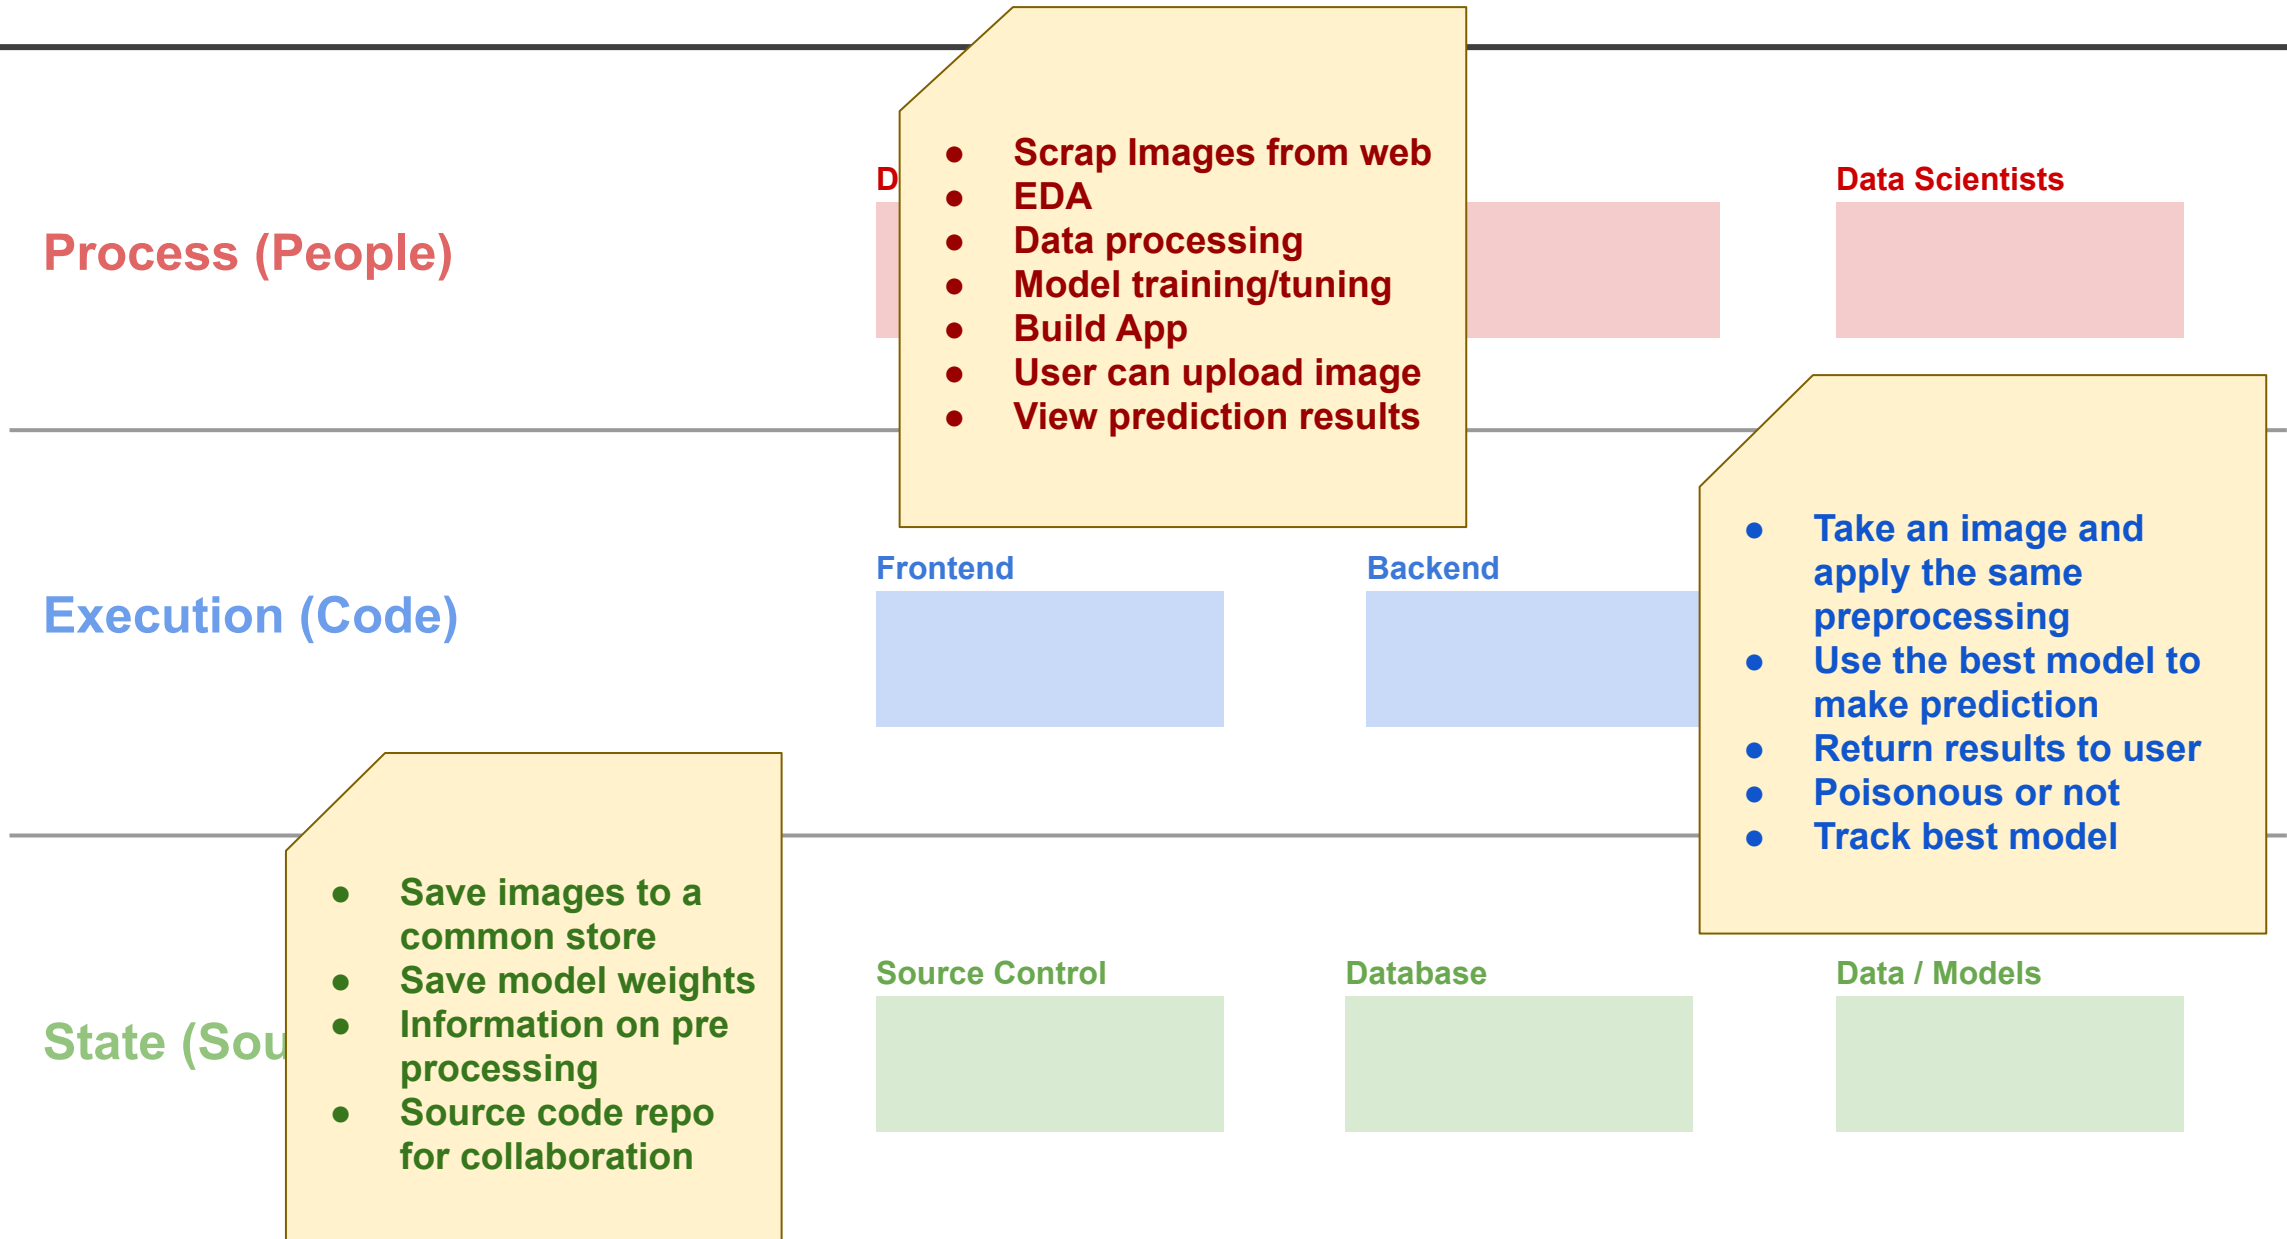 Scrap Images from web
EDA
Data processing
Model training/tuning
Build App
User can upload image
View prediction results
D
Data Scientists
Process (People)
Frontend
Backend
Execution (Code)
Take an image and
apply the same
preprocessing
Use the best model to
make prediction
Return results to user
Poisonous or not
Track best model
Save images to a
common store
Save model weights
Information on pre
processing
Source code repo
for collaboration
State (Sou
Source Control
Database
Data / Models